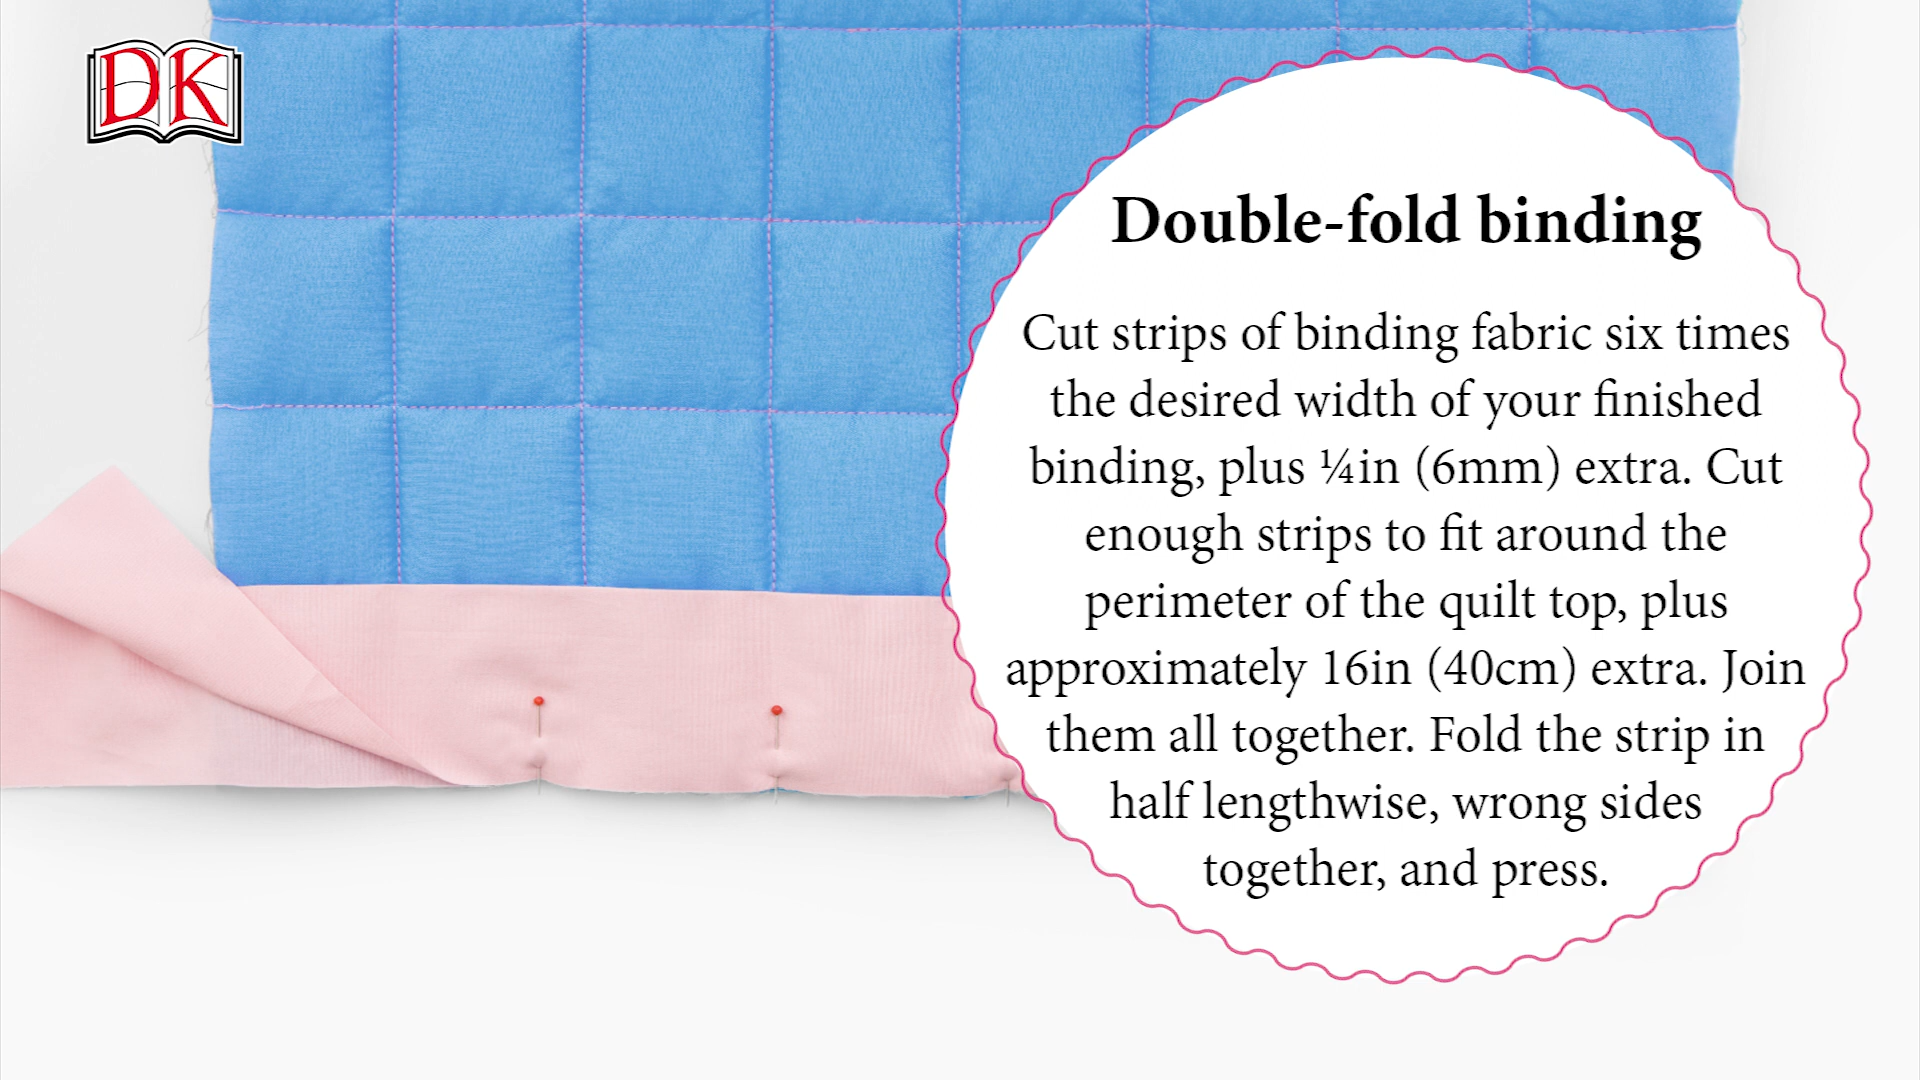 DK
Double-fold binding
Cut strips of binding fabric six times
the desired width of your finished
binding, plus ¼in (6mm) extra. Cut
enough strips to fit around the
perimeter of the quilt top, plus
approximately 16in (40cm) extra. Join
them all together. Fold the strip in
half lengthwise, wrong sides
together, and press.